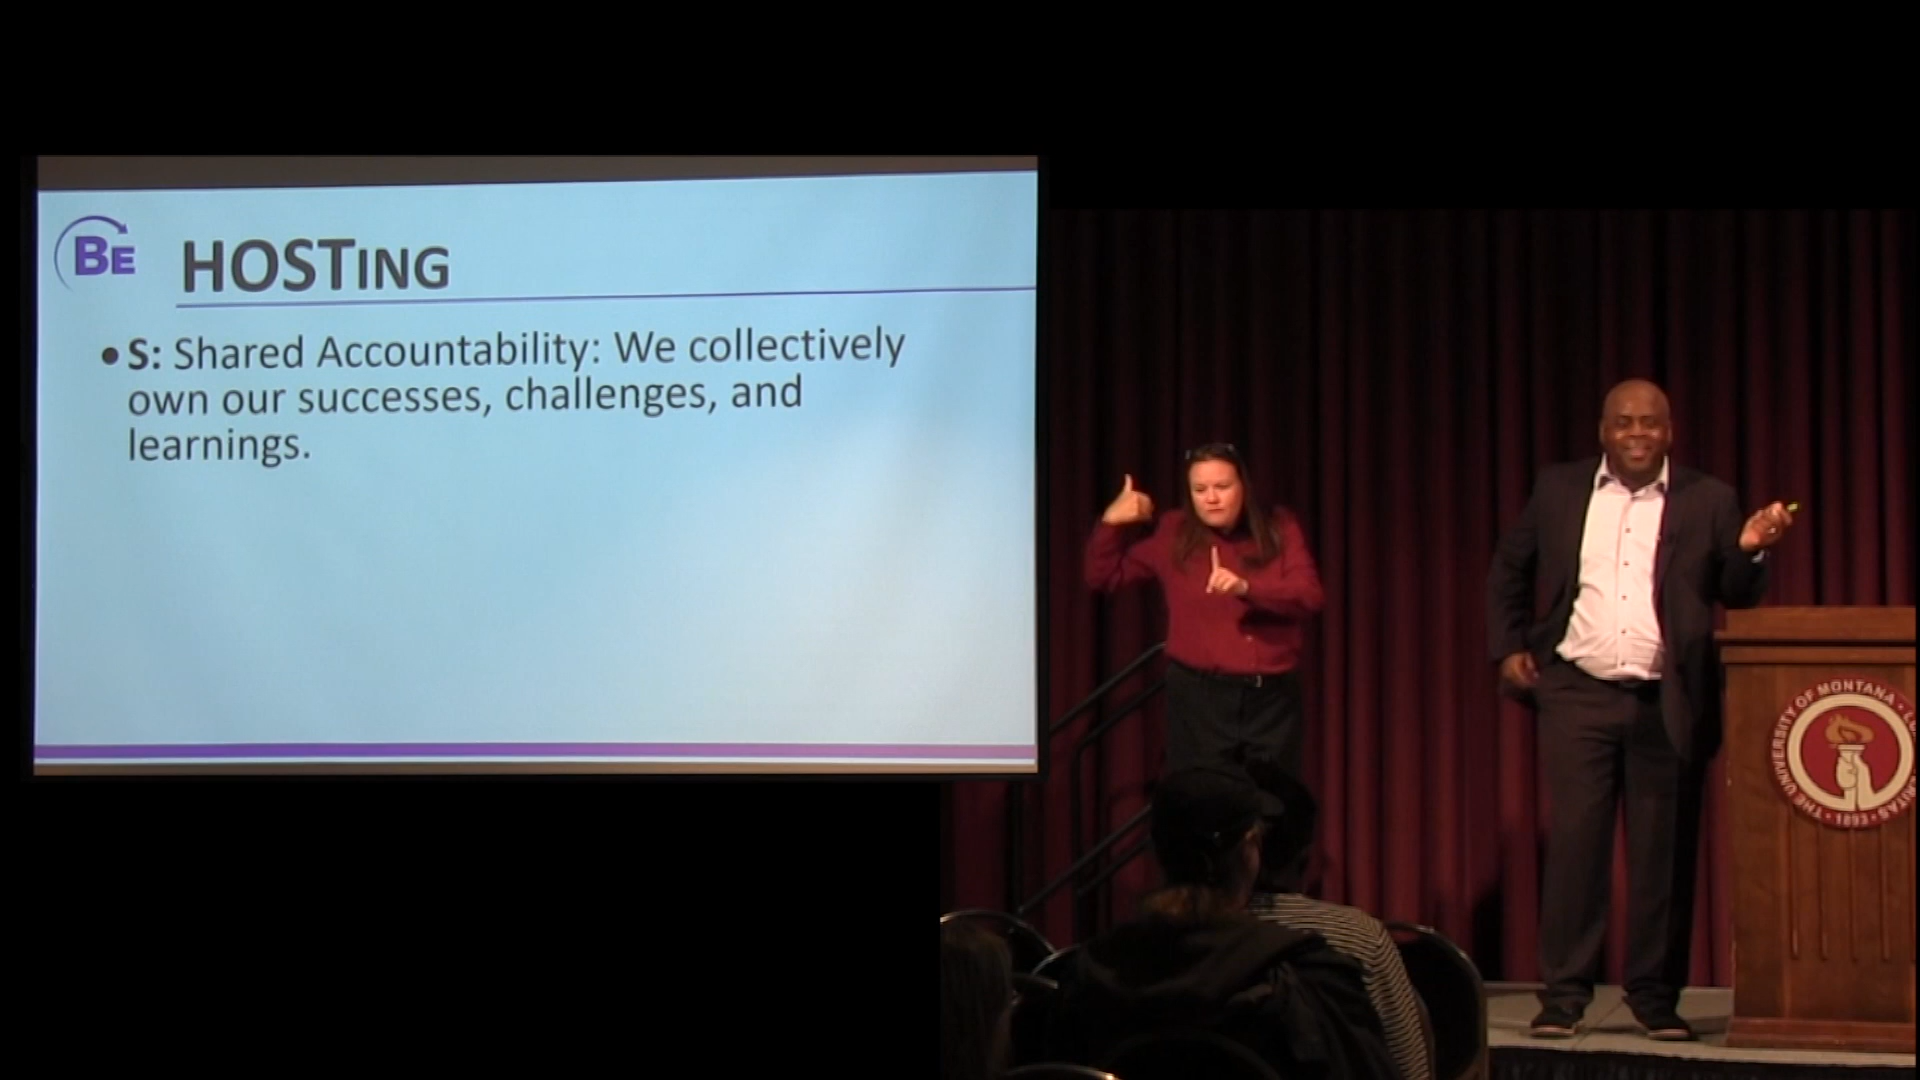 BE
HOSTING
• S: Shared Accountability: We collectively
own our successes, challenges, and
learnings.
THE UNIVERSITY OF MONTANA
1893